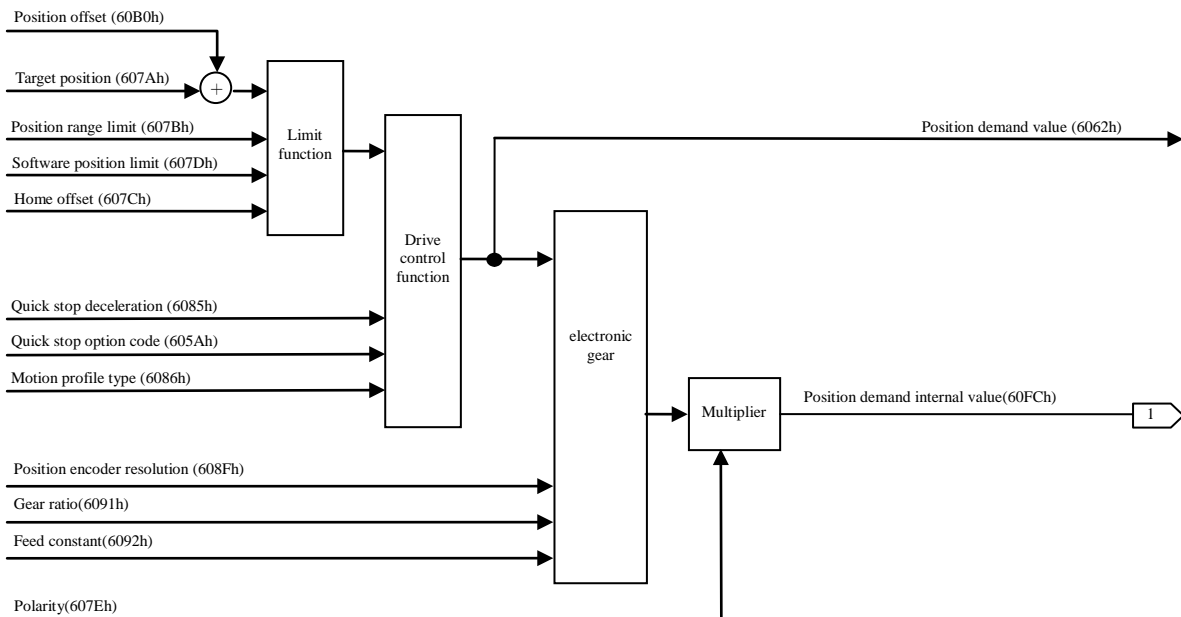 Position offset (60B0h)
Target position (607Ah)
+
Position range limit (607Bh)
Software position limit (607Dh)
Home offset (607Ch)
Limit
function
Position demand value (6062h)
Drive
control
function
Quick stop deceleration (6085h)
Quick stop option code (605Ah)
Motion profile type (6086h)
electronic
gear
Multiplier
Position demand internal value(60FCh)
1
Position encoder resolution (608Fh)
Gear ratio(6091h)
Feed constant(6092h)
Polarity(607Eh)